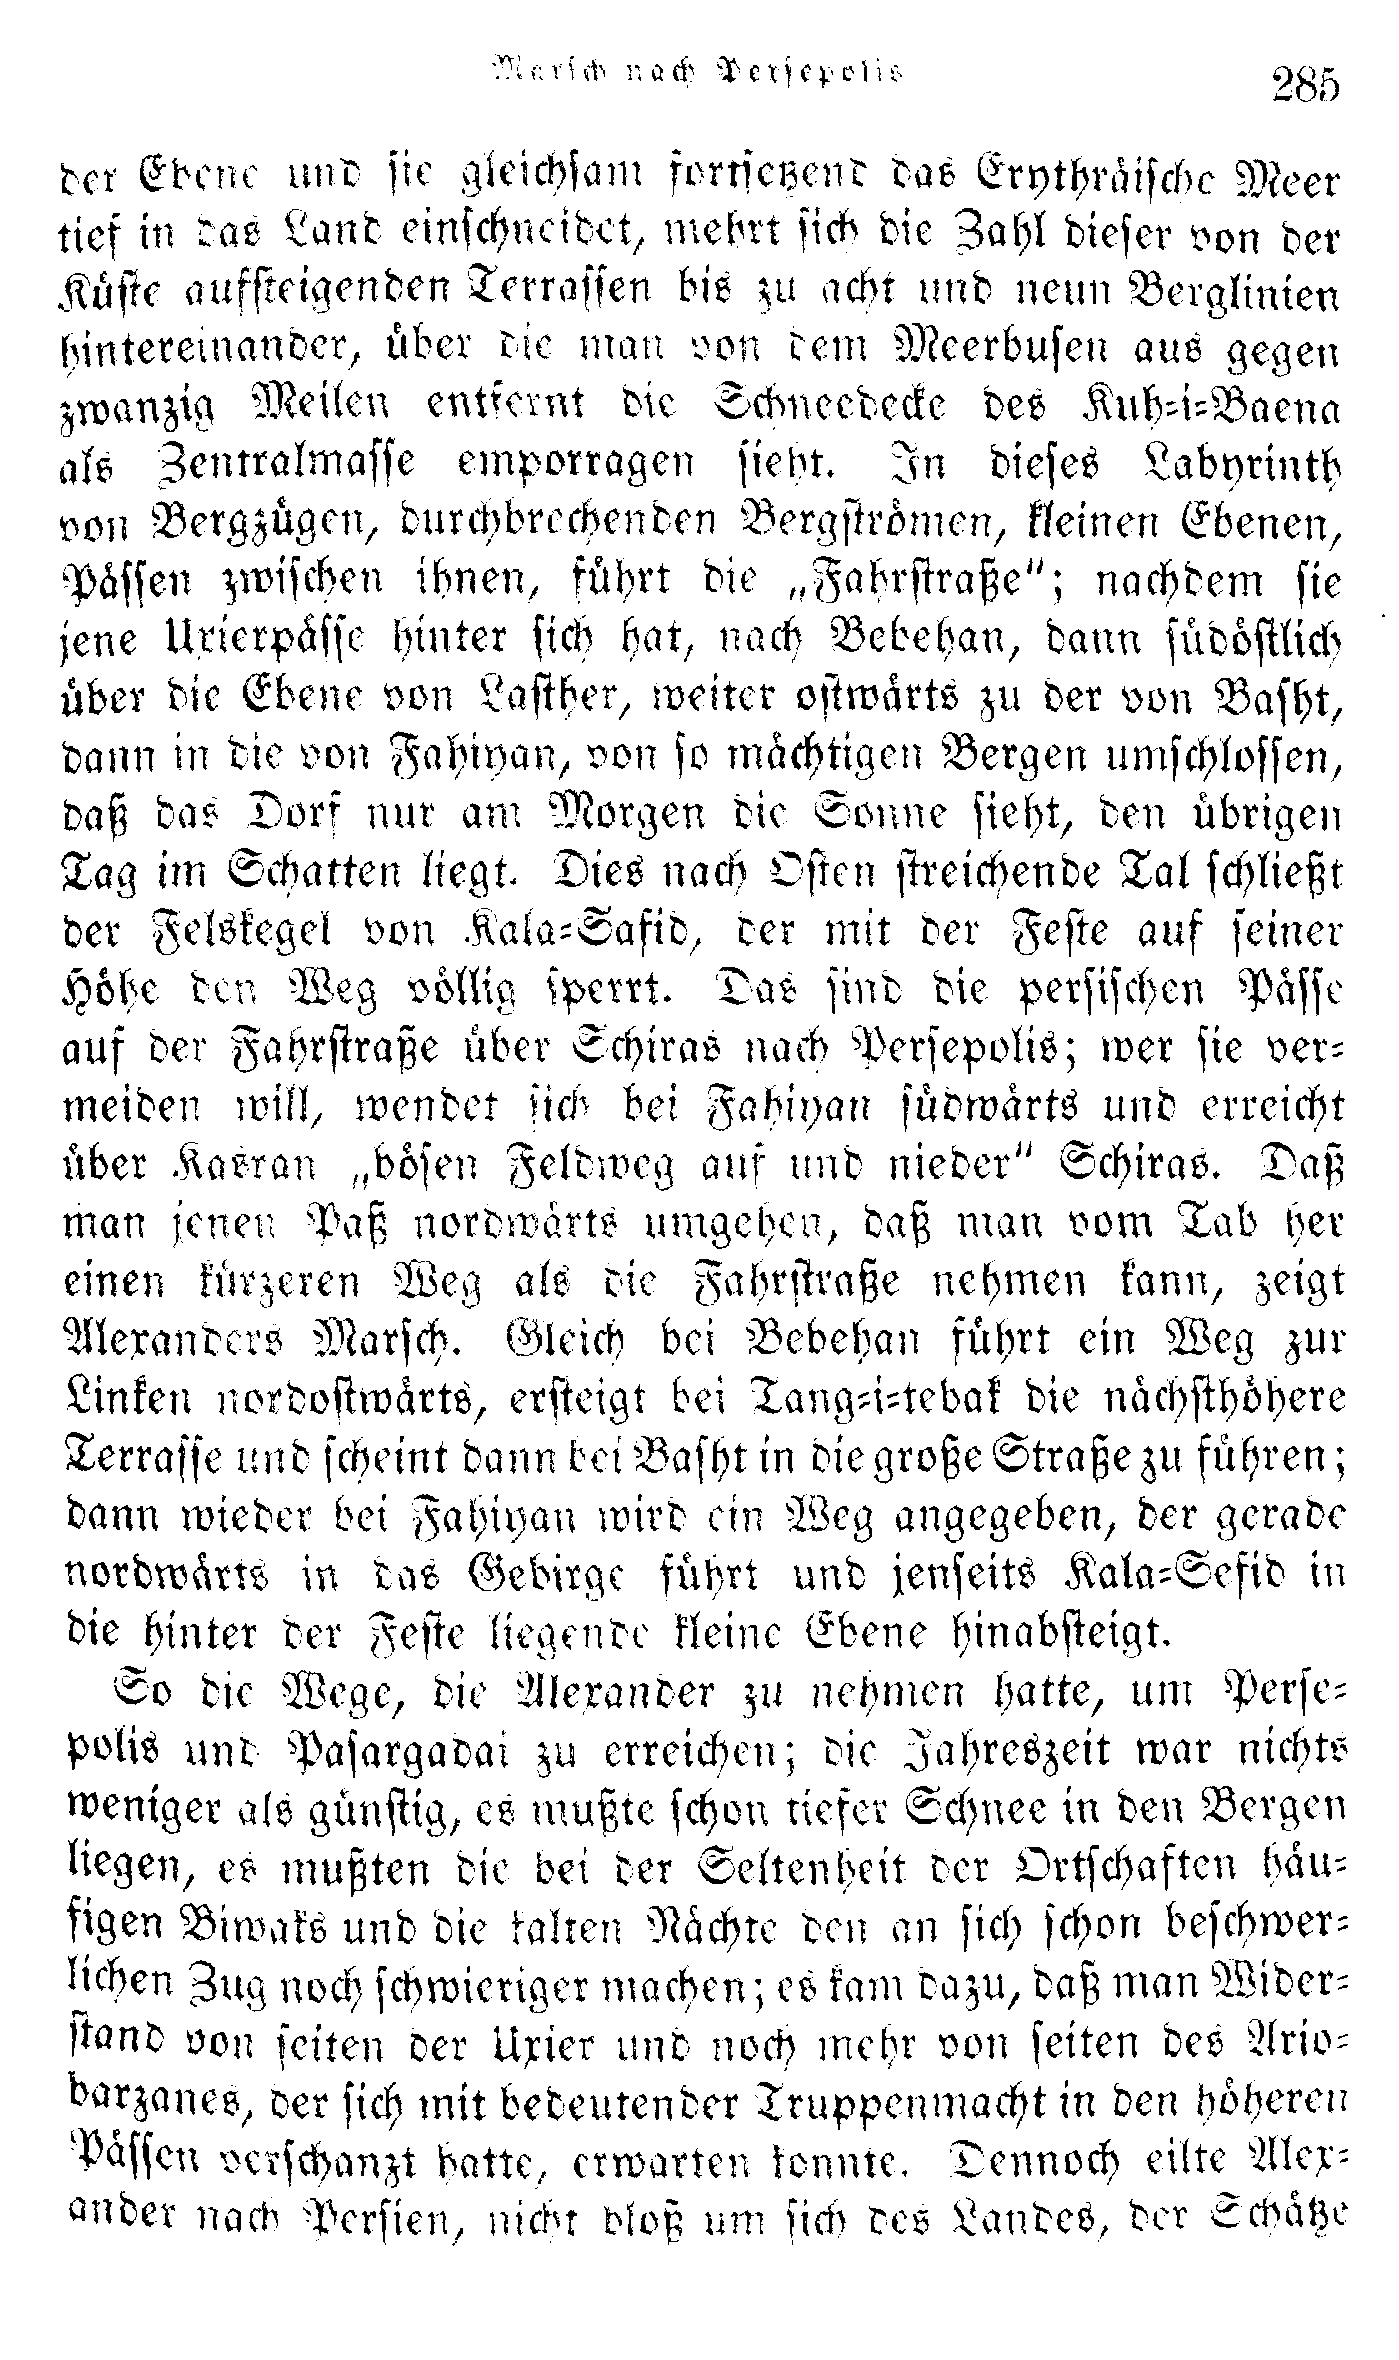 Marsch nach Persepolis
285
der Ebene und sie gleichsam fortsetzend das Erythräische Meer
tief in das Land einschneidet, mehrt sich die Zahl dieser von der
Küste aufsteigenden Terrassen bis zu acht und neun Berglinien
hintereinander, über die man von dem Meerbusen aus gegen
zwanzig Meilen entfernt die Schneedecke des Kuh-i-Baena
als Zentralmasse emporragen sieht. In dieses Labyrinth
von Bergzügen, durchbrechenden Bergströmen, kleinen Ebenen,
Pässen zwischen ihnen, führt die „Fahrstraße“; nachdem sie
jene Uxierpässe hinter sich hat, nach Bebehan, dann südöstlich
über die Ebene von Lasther, weiter ostwärts zu der von Basht,
dann in die von Fahiyan, von so mächtigen Bergen umschlossen,
daß das Dorf nur am Morgen die Sonne sieht, den übrigen
Tag im Schatten liegt. Dies nach Osten streichende Tal schließt
der Felskegel von Kala-Safid, der mit der Feste auf seiner
Höhe den Weg völlig sperrt. Das sind die persischen Pässe
auf der Fahrstraße über Schiras nach Persepolis; wer sie ver-
meiden will, wendet sich bei Fahiyan südwärts und erreicht
über Kasran „bösen Feldweg auf und nieder“ Schiras. Daß
man jenen Paß nordwärts umgehen, daß man vom Tab her
einen kürzeren Weg als die Fahrstraße nehmen kann, zeigt
Alexanders Marsch. Gleich bei Bebehan führt ein Weg zur
Linken nordostwärts, ersteigt bei Tang-i-tebak die nächsthöhere
Terrasse und scheint dann bei Basht in die große Straße zu führen;
dann wieder bei Fahiyan wird ein Weg angegeben, der gerade
nordwärts in das Gebirge führt und jenseits Kala-Sefid in
die hinter der Feste liegende kleine Ebene hinabsteigt.
So die Wege, die Alexander zu nehmen hatte, um Perse-
polis und Pasargadai zu erreichen; die Jahreszeit war nichts
weniger als günstig, es mußte schon tiefer Schnee in den Bergen
liegen, es mußten die bei der Seltenheit der Ortschaften häu-
figen Biwaks und die kalten Nächte den an sich schon beschwer-
lichen Zug noch schwieriger machen; es kam dazu, daß man Wider-
stand von seiten der Uxier und noch mehr von seiten des Ario-
barzanes, der sich mit bedeutender Truppenmacht in den höheren
Pässen verschanzt hatte, erwarten konnte. Dennoch eilte Alex-
ander nach Persien, nicht bloß um sich des Landes, der Schätze